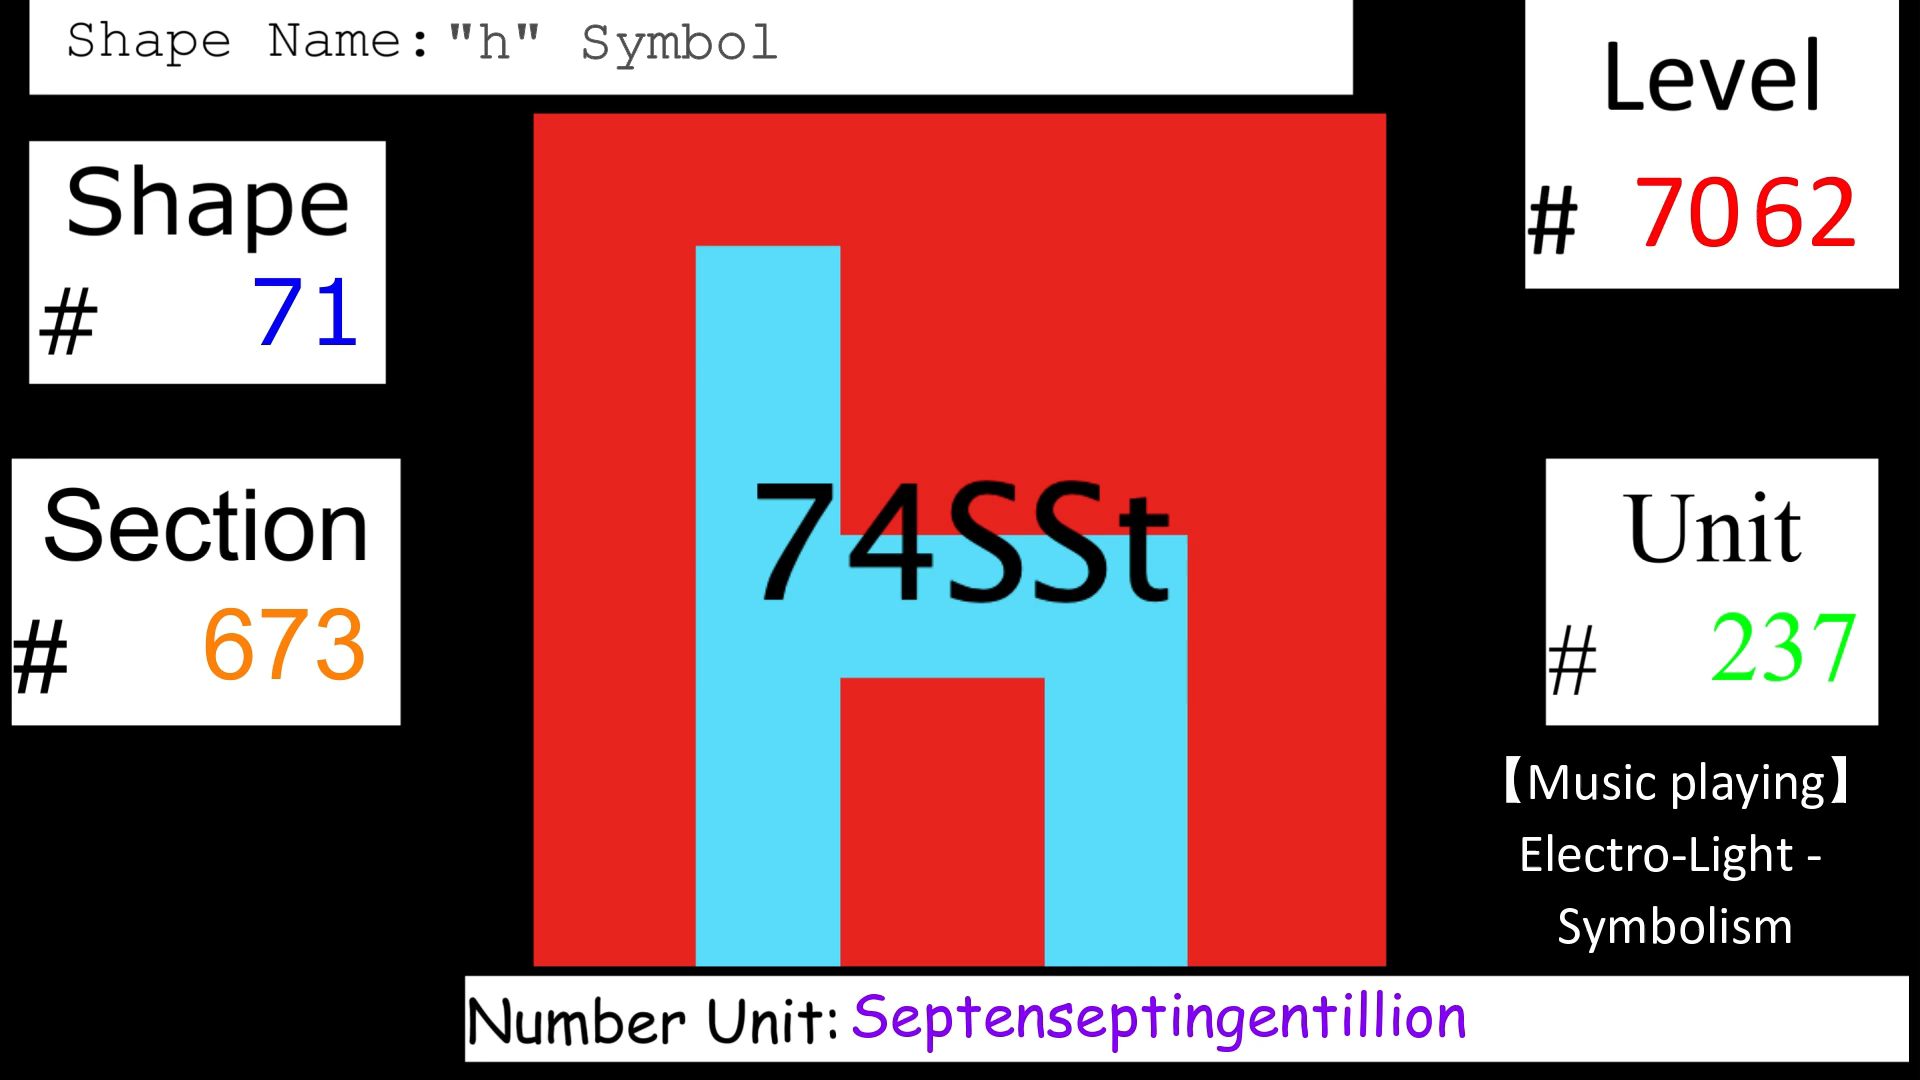 Shape Name: "h" Symbol
Level
# 7062
Shape
# 71
Section
# 673
74SSt
Unit
# 237
【Music playing】
Electro-Light -
Symbolism
Number Unit: Septenseptingentillion